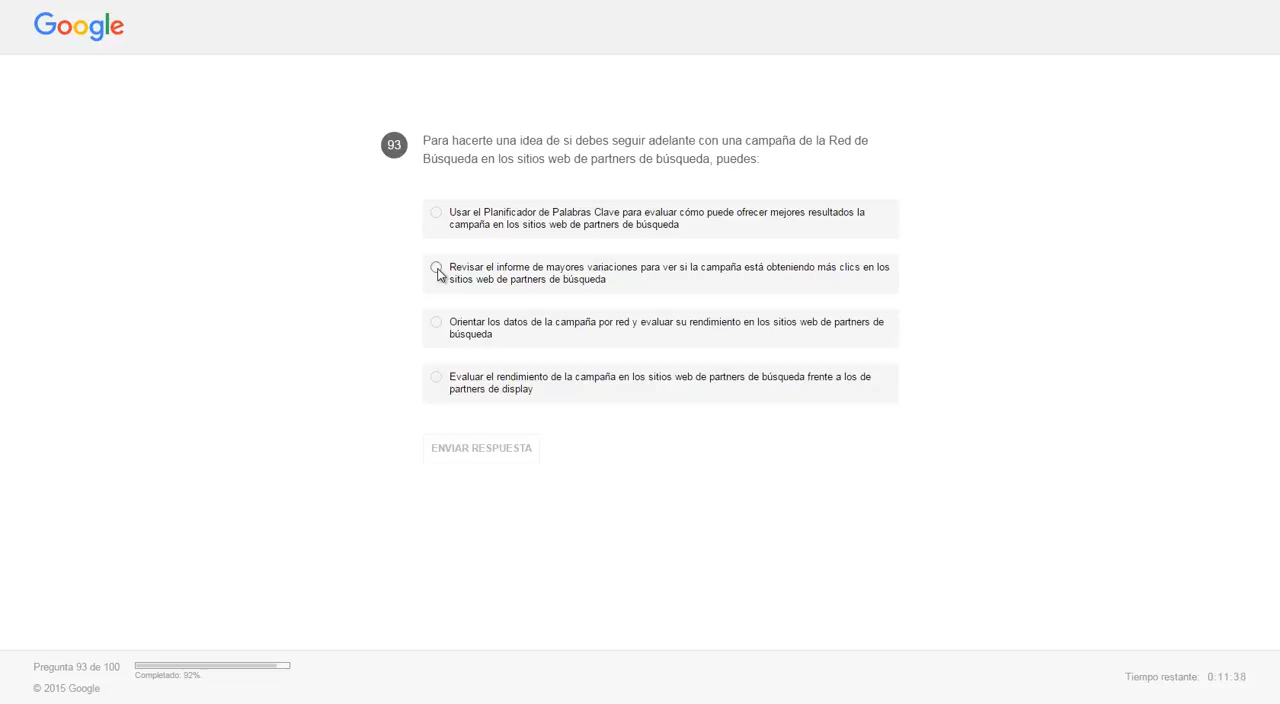 Google
93
Para hacerte una idea de si debes seguir adelante con una campaña de la Red de
Búsqueda en los sitios web de partners de búsqueda, puedes:
Usar el Planificador de Palabras Clave para evaluar cómo puede ofrecer mejores resultados la
campaña en los sitios web de partners de búsqueda
Revisar el informe de mayores variaciones para ver si la campaña está obteniendo más clics en los
sitios web de partners de búsqueda
Orientar los datos de la campaña por red y evaluar su rendimiento en los sitios web de partners de
búsqueda
Evaluar el rendimiento de la campaña en los sitios web de partners de búsqueda frente a los de
partners de display
ENVIAR RESPUESTA
Pregunta 93 de 100
Completado: 92%.
© 2015 Google
Tiempo restante: 0:11:38